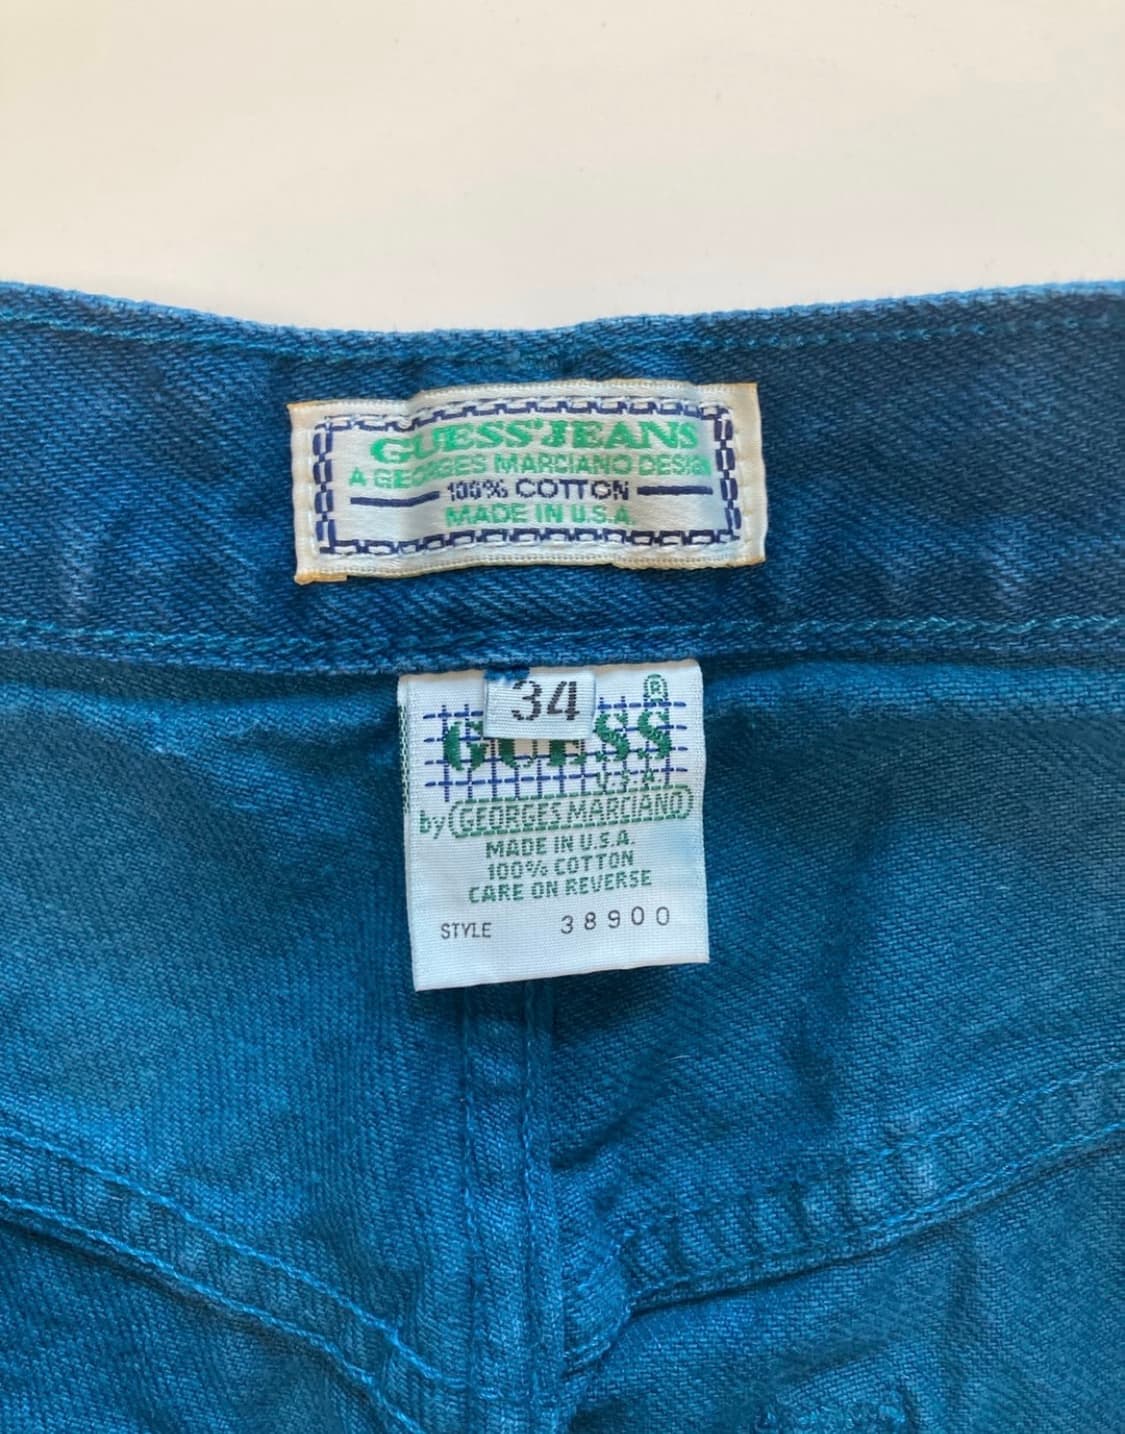 GUESS'JEANS
A GEORGES MARCIANO DESIGN
100% COTTON
MADE IN U.S.A.
34
GUESS®
U.S.A.
by GEORGES MARCIANO
MADE IN U.S.A.
100% COTTON
CARE ON REVERSE
STYLE 38900